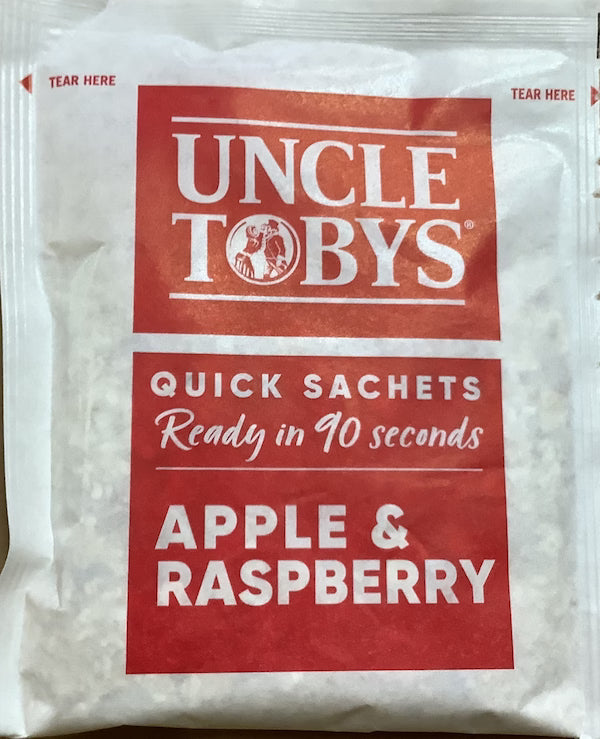 TEAR HERE
TEAR HERE
UNCLE
TOBYS®
QUICK SACHETS
Ready in 90 seconds
APPLE &
RASPBERRY